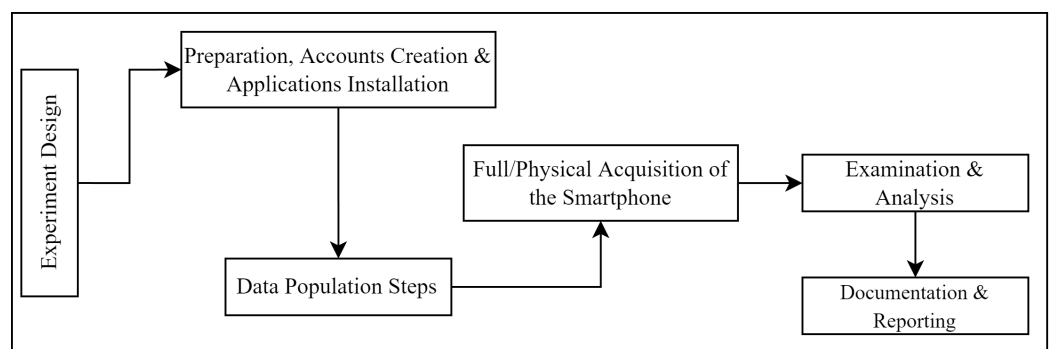 Experiment Design
Preparation, Accounts Creation &
Applications Installation
Data Population Steps
Full/Physical Acquisition of
the Smartphone
Examination &
Analysis
Documentation &
Reporting